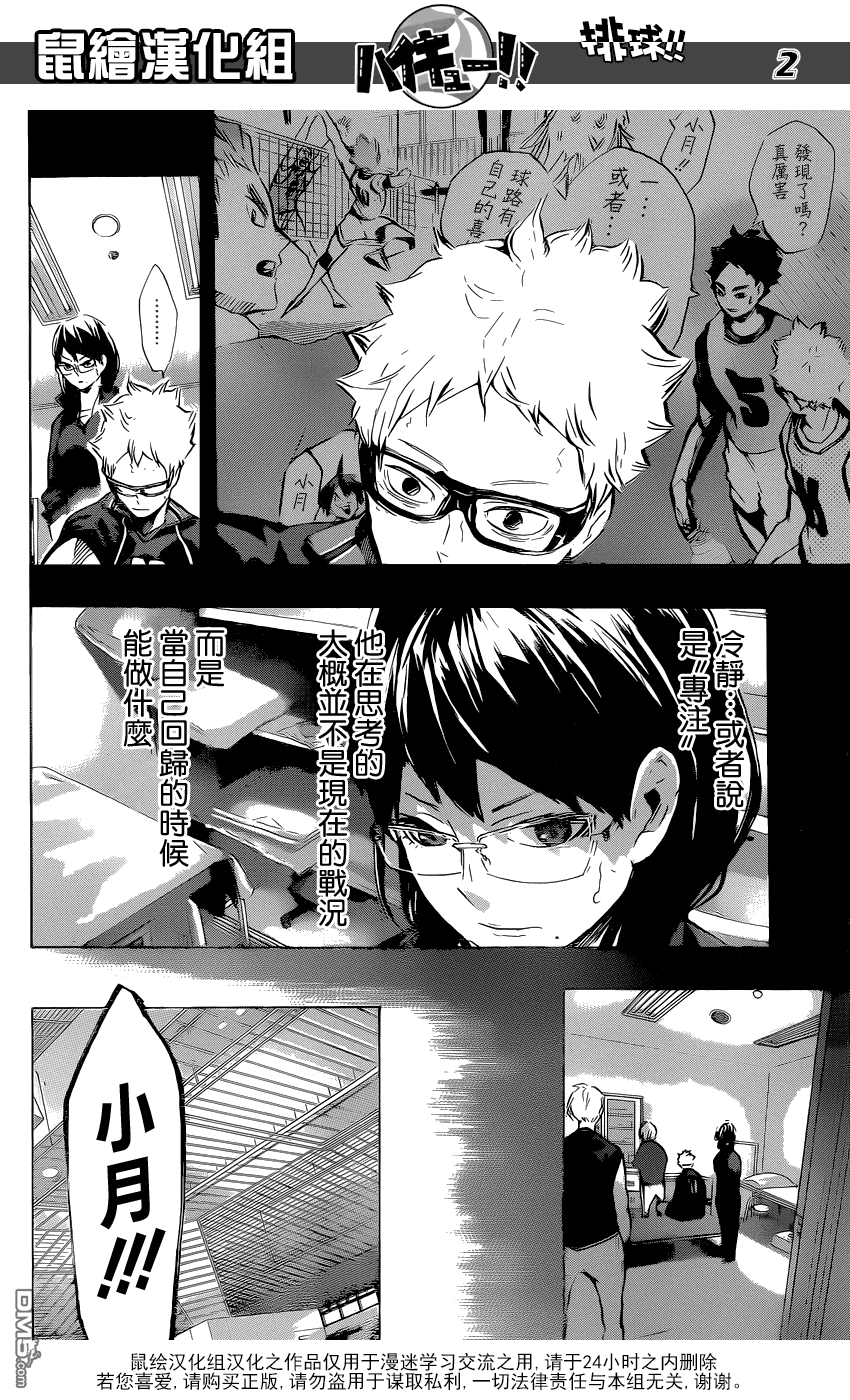 鼠繪漢化組
ハイキュー!!
排球!!
2
發現了嗎?
真厲害
小月!!
一…
或者…
球路有
自己的喜
小月
………
5
4
冷靜…或者說
是"專注"
他在思考的
大概並不是現在的戰況
而是
當自己回歸的時候
能做什麼
小月!!!
DM5.com
鼠绘汉化组汉化之作品仅用于漫迷学习交流之用, 请于24小时之内删除
若您喜爱, 请购买正版, 请勿盗用于谋取私利, 一切法律责任与本组无关, 谢谢。